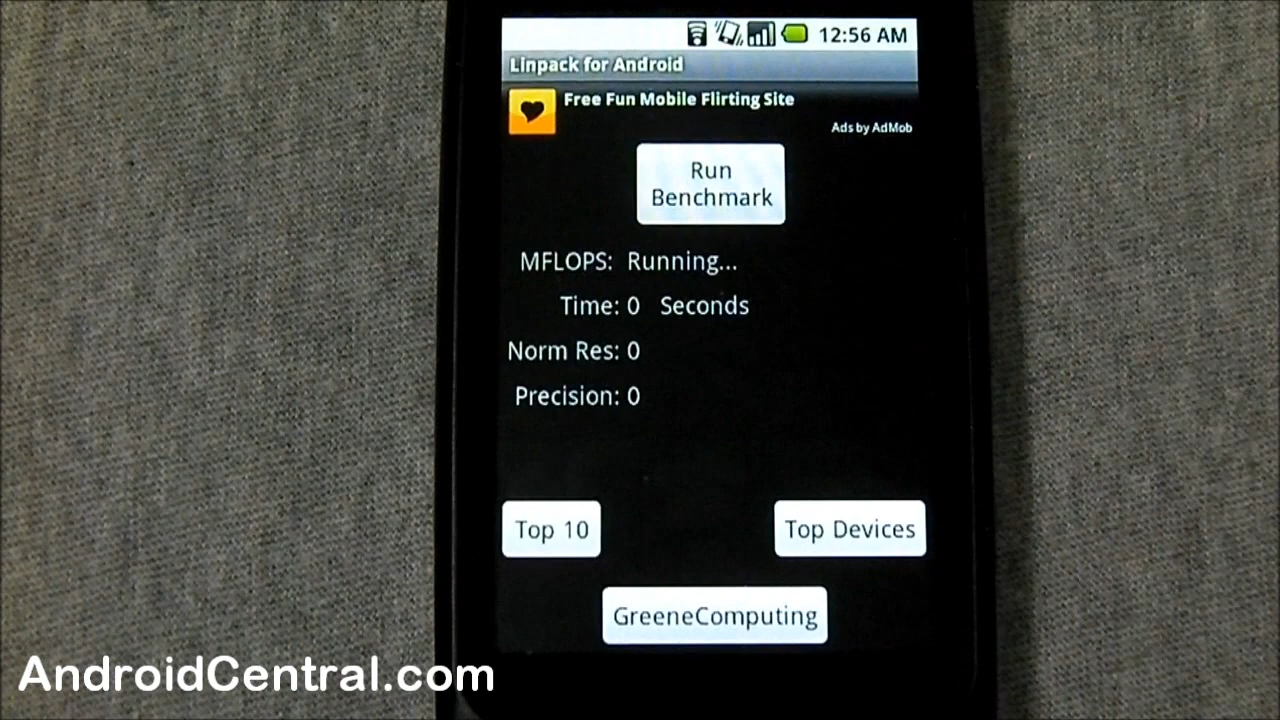 12:56 AM
Linpack for Android
Free Fun Mobile Flirting Site
Ads by AdMob
Run
Benchmark
MFLOPS: Running...
Time: 0 Seconds
Norm Res: 0
Precision: 0
Top 10
Top Devices
GreeneComputing
AndroidCentral.com